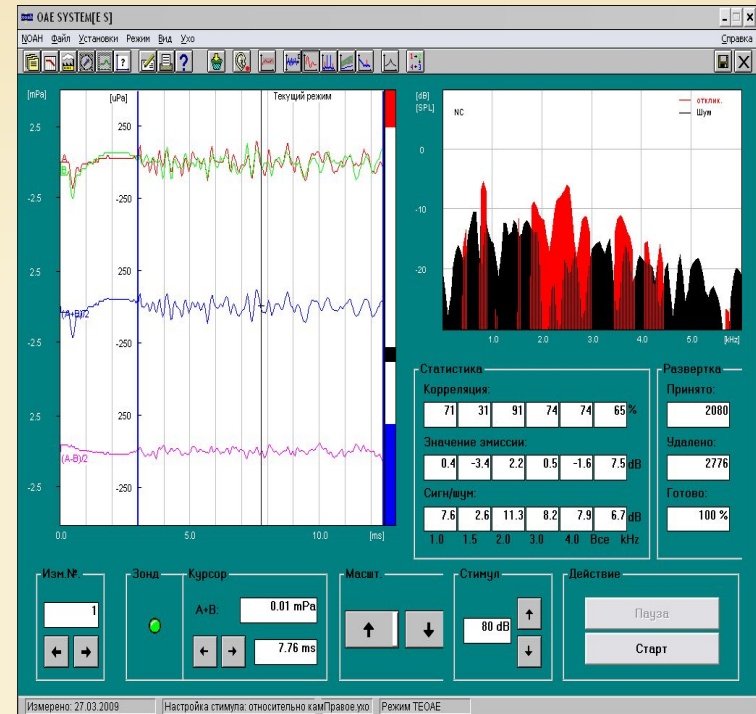 OAE SYSTEM[E S]
NOAH Файл Установки Режим Вид Ухо Справка
[mPa] [uPa] Текущий режим
2.5 250
A
B
-2.5 -250
2.5 250
(A+B)/2
-2.5 -250
2.5 250
(A-B)/2
-2.5 -250
0.0 5.0 10.0 [ms]
[dB]
[SPL]
NC
отклик.
Шум
0
-10
-20
1.0 2.0 3.0 4.0 5.0 [kHz]
Статистика
Корреляция:
71 31 91 74 74 65 %
Значение эмиссии:
0.4 -3.4 2.2 0.5 -1.6 7.5 dB
Сигн/шум:
7.6 2.6 11.3 8.2 7.9 6.7 dB
1.0 1.5 2.0 3.0 4.0 Все kHz
Развертка
Принято:
2080
Удалено:
2776
Готово:
100 %
Изм.№.
1
Зонд
Курсор
A+B: 0.01 mPa
7.76 ms
Масшт.
Стимул
80 dB
Действие
Пауза
Старт
Измерено: 27.03.2009 Настройка стимула: относительно кам Правое.ухо Режим TEOAE